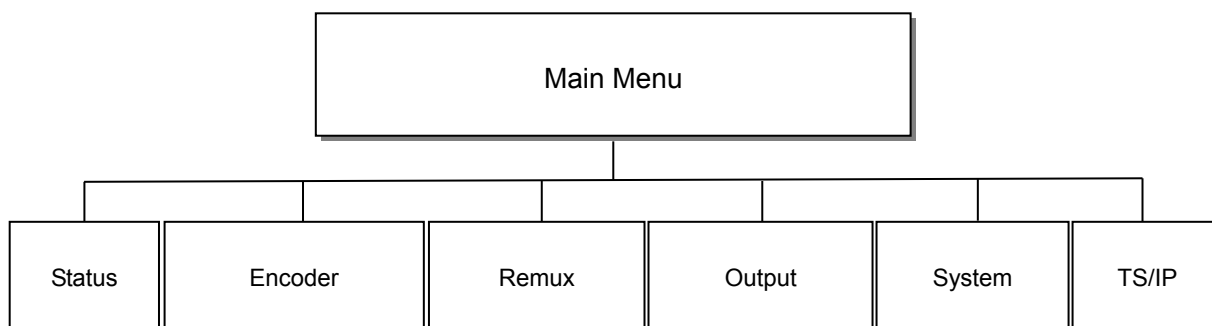 Main Menu
Status
Encoder
Remux
Output
System
TS/IP